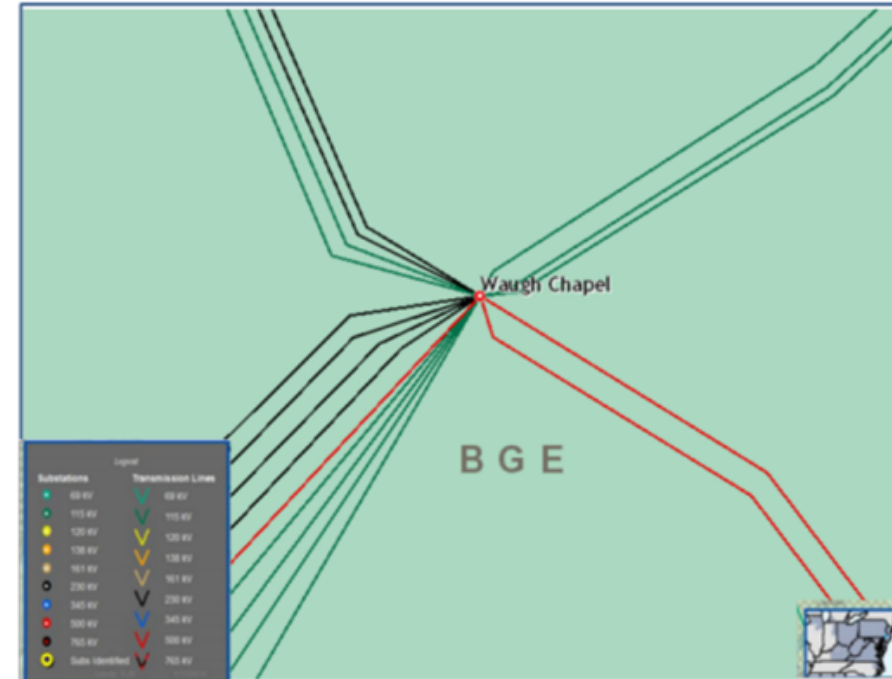 Waugh Chapel
BGE
Legend
Substations Transmission Lines
69 KV 69 KV
115 KV 115 KV
120 KV 120 KV
138 KV 138 KV
161 KV 161 KV
230 KV 230 KV
345 KV 345 KV
500 KV 500 KV
765 KV 765 KV
Subs Identified